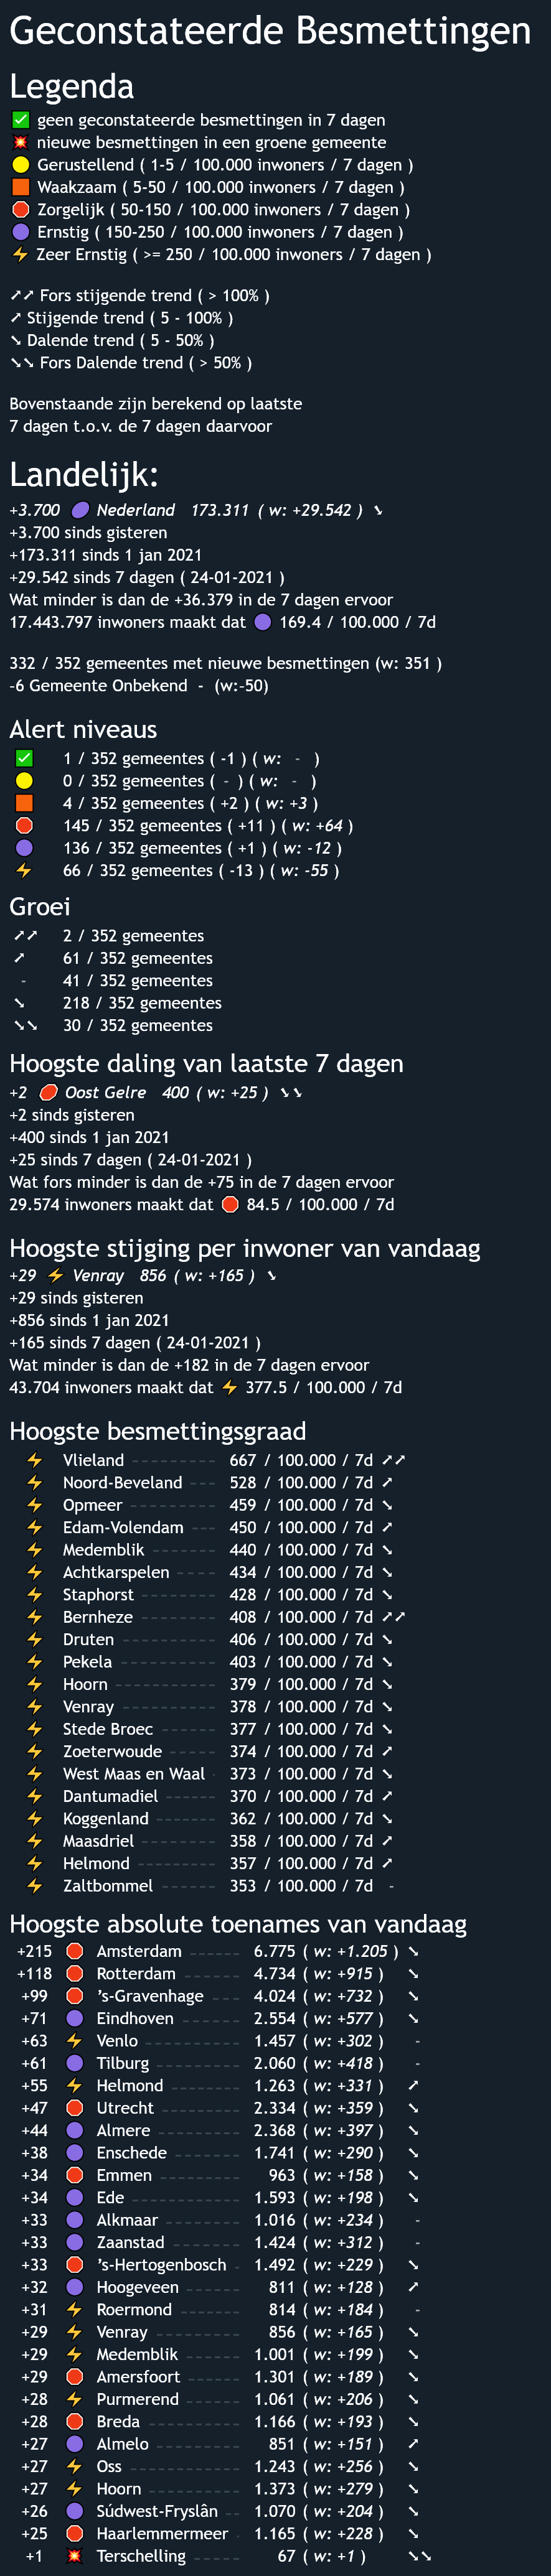 Geconstateerde Besmettingen
Legenda
✅ geen geconstateerde besmettingen in 7 dagen
💥 nieuwe besmettingen in een groene gemeente
🟡 Gerustellend ( 1-5 / 100.000 inwoners / 7 dagen )
🟧 Waakzaam ( 5-50 / 100.000 inwoners / 7 dagen )
🛑 Zorgelijk ( 50-150 / 100.000 inwoners / 7 dagen )
🟣 Ernstig ( 150-250 / 100.000 inwoners / 7 dagen )
⚡ Zeer Ernstig ( >= 250 / 100.000 inwoners / 7 dagen )
➚➚ Fors stijgende trend ( > 100% )
➚ Stijgende trend ( 5 - 100% )
➘ Dalende trend ( 5 - 50% )
➘➘ Fors Dalende trend ( > 50% )
Bovenstaande zijn berekend op laatste
7 dagen t.o.v. de 7 dagen daarvoor
Landelijk:
+3.700 🟣 Nederland 173.311 ( w: +29.542 ) ➘
+3.700 sinds gisteren
+173.311 sinds 1 jan 2021
+29.542 sinds 7 dagen ( 24-01-2021 )
Wat minder is dan de +36.379 in de 7 dagen ervoor
17.443.797 inwoners maakt dat 🟣 169.4 / 100.000 / 7d
332 / 352 gemeentes met nieuwe besmettingen (w: 351 )
-6 Gemeente Onbekend - (w:-50)
Alert niveaus
✅ 1 / 352 gemeentes ( -1 ) ( w: - )
🟡 0 / 352 gemeentes ( - ) ( w: - )
🟧 4 / 352 gemeentes ( +2 ) ( w: +3 )
🛑 145 / 352 gemeentes ( +11 ) ( w: +64 )
🟣 136 / 352 gemeentes ( +1 ) ( w: -12 )
⚡ 66 / 352 gemeentes ( -13 ) ( w: -55 )
Groei
➚➚ 2 / 352 gemeentes
➚ 61 / 352 gemeentes
- 41 / 352 gemeentes
➘ 218 / 352 gemeentes
➘➘ 30 / 352 gemeentes
Hoogste daling van laatste 7 dagen
+2 🛑 Oost Gelre 400 ( w: +25 ) ➘➘
+2 sinds gisteren
+400 sinds 1 jan 2021
+25 sinds 7 dagen ( 24-01-2021 )
Wat fors minder is dan de +75 in de 7 dagen ervoor
29.574 inwoners maakt dat 🛑 84.5 / 100.000 / 7d
Hoogste stijging per inwoner van vandaag
+29 ⚡ Venray 856 ( w: +165 ) ➘
+29 sinds gisteren
+856 sinds 1 jan 2021
+165 sinds 7 dagen ( 24-01-2021 )
Wat minder is dan de +182 in de 7 dagen ervoor
43.704 inwoners maakt dat ⚡ 377.5 / 100.000 / 7d
Hoogste besmettingsgraad
⚡ Vlieland 667 / 100.000 / 7d ➚➚
⚡ Noord-Beveland 528 / 100.000 / 7d ➚
⚡ Opmeer 459 / 100.000 / 7d ➘
⚡ Edam-Volendam 450 / 100.000 / 7d ➚
⚡ Medemblik 440 / 100.000 / 7d ➘
⚡ Achtkarspelen 434 / 100.000 / 7d ➘
⚡ Staphorst 428 / 100.000 / 7d ➘
⚡ Bernheze 408 / 100.000 / 7d ➚➚
⚡ Druten 406 / 100.000 / 7d ➘
⚡ Pekela 403 / 100.000 / 7d ➘
⚡ Hoorn 379 / 100.000 / 7d ➘
⚡ Venray 378 / 100.000 / 7d ➘
⚡ Stede Broec 377 / 100.000 / 7d ➘
⚡ Zoeterwoude 374 / 100.000 / 7d ➚
⚡ West Maas en Waal 373 / 100.000 / 7d ➘
⚡ Dantumadiel 370 / 100.000 / 7d ➚
⚡ Koggenland 362 / 100.000 / 7d ➘
⚡ Maasdriel 358 / 100.000 / 7d ➚
⚡ Helmond 357 / 100.000 / 7d ➚
⚡ Zaltbommel 353 / 100.000 / 7d -
Hoogste absolute toenames van vandaag
+215 🛑 Amsterdam 6.775 ( w: +1.205 ) ➘
+118 🛑 Rotterdam 4.734 ( w: +915 ) ➘
+99 🛑 's-Gravenhage 4.024 ( w: +732 ) ➘
+71 🟣 Eindhoven 2.554 ( w: +577 ) ➘
+63 ⚡ Venlo 1.457 ( w: +302 ) -
+61 🟣 Tilburg 2.060 ( w: +418 ) -
+55 ⚡ Helmond 1.263 ( w: +331 ) ➚
+47 🛑 Utrecht 2.334 ( w: +359 ) ➘
+44 🟣 Almere 2.368 ( w: +397 ) ➘
+38 🟣 Enschede 1.741 ( w: +290 ) ➘
+34 🛑 Emmen 963 ( w: +158 ) ➘
+34 🟣 Ede 1.593 ( w: +198 ) ➘
+33 🟣 Alkmaar 1.016 ( w: +234 ) -
+33 🟣 Zaanstad 1.424 ( w: +312 ) -
+33 🛑 's-Hertogenbosch 1.492 ( w: +229 ) ➘
+32 🟣 Hoogeveen 811 ( w: +128 ) ➚
+31 ⚡ Roermond 814 ( w: +184 ) -
+29 ⚡ Venray 856 ( w: +165 ) ➘
+29 ⚡ Medemblik 1.001 ( w: +199 ) ➘
+29 🛑 Amersfoort 1.301 ( w: +189 ) ➘
+28 ⚡ Purmerend 1.061 ( w: +206 ) ➘
+28 🛑 Breda 1.166 ( w: +193 ) ➘
+27 🟣 Almelo 851 ( w: +151 ) ➚
+27 ⚡ Oss 1.243 ( w: +256 ) ➘
+27 ⚡ Hoorn 1.373 ( w: +279 ) ➘
+26 🟣 Súdwest-Fryslân 1.070 ( w: +204 ) ➘
+25 🛑 Haarlemmermeer 1.165 ( w: +228 ) ➘
+1 💥 Terschelling 67 ( w: +1 ) ➘➘